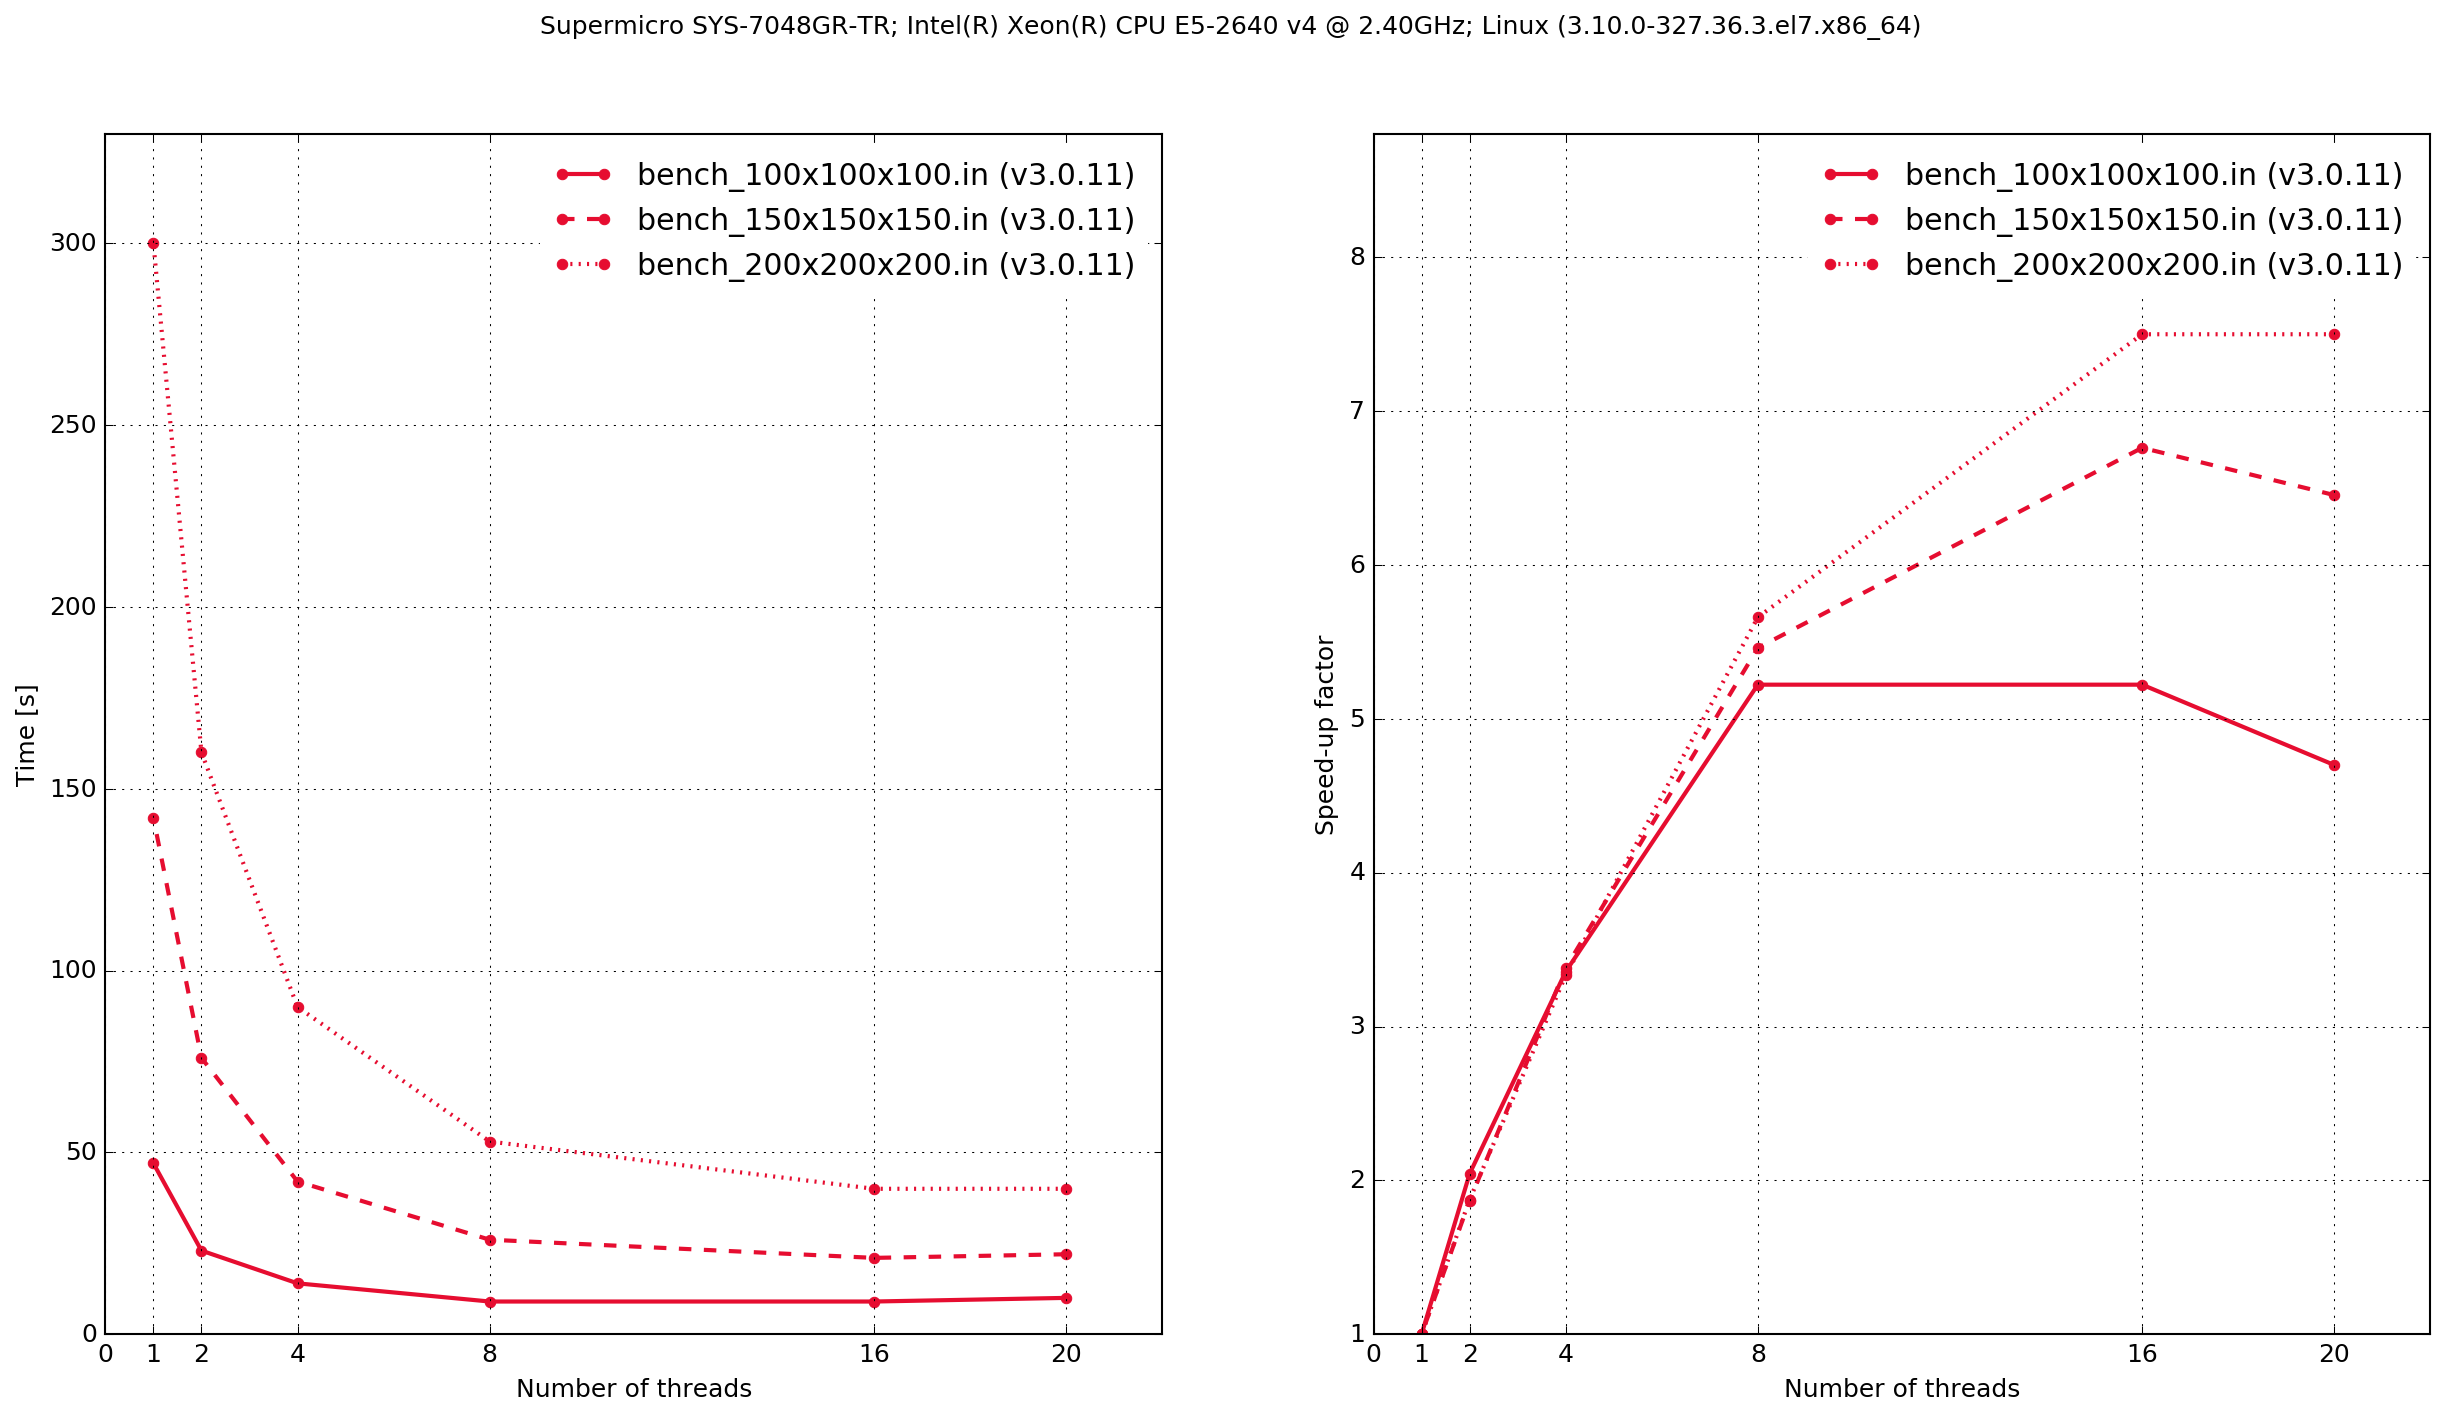 Supermicro SYS-7048GR-TR; Intel(R) Xeon(R) CPU E5-2640 v4 @ 2.40GHz; Linux (3.10.0-327.36.3.el7.x86_64)
bench_100x100x100.in (v3.0.11)
bench_150x150x150.in (v3.0.11)
bench_200x200x200.in (v3.0.11)
300
250
200
150
100
50
0
Time [s]
0 1 2 4 8 16 20
Number of threads
bench_100x100x100.in (v3.0.11)
bench_150x150x150.in (v3.0.11)
bench_200x200x200.in (v3.0.11)
8
7
6
5
4
3
2
1
Speed-up factor
0 1 2 4 8 16 20
Number of threads